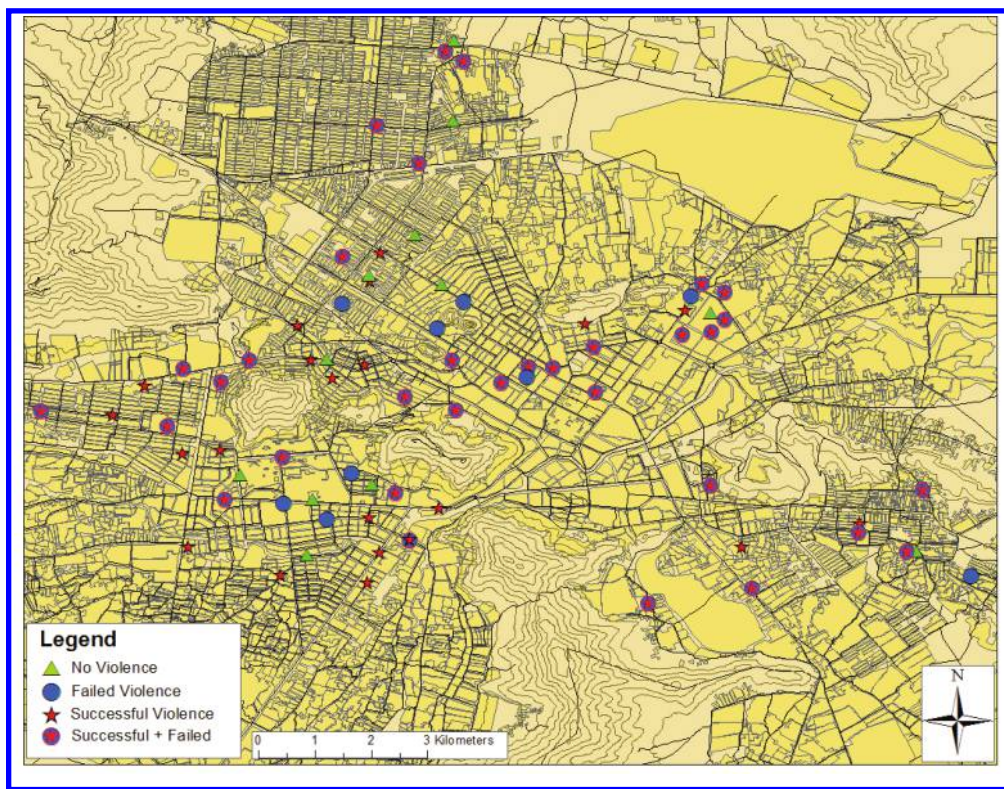 Legend
No Violence
Failed Violence
Successful Violence
Successful + Failed
0 1 2 3 Kilometers
N